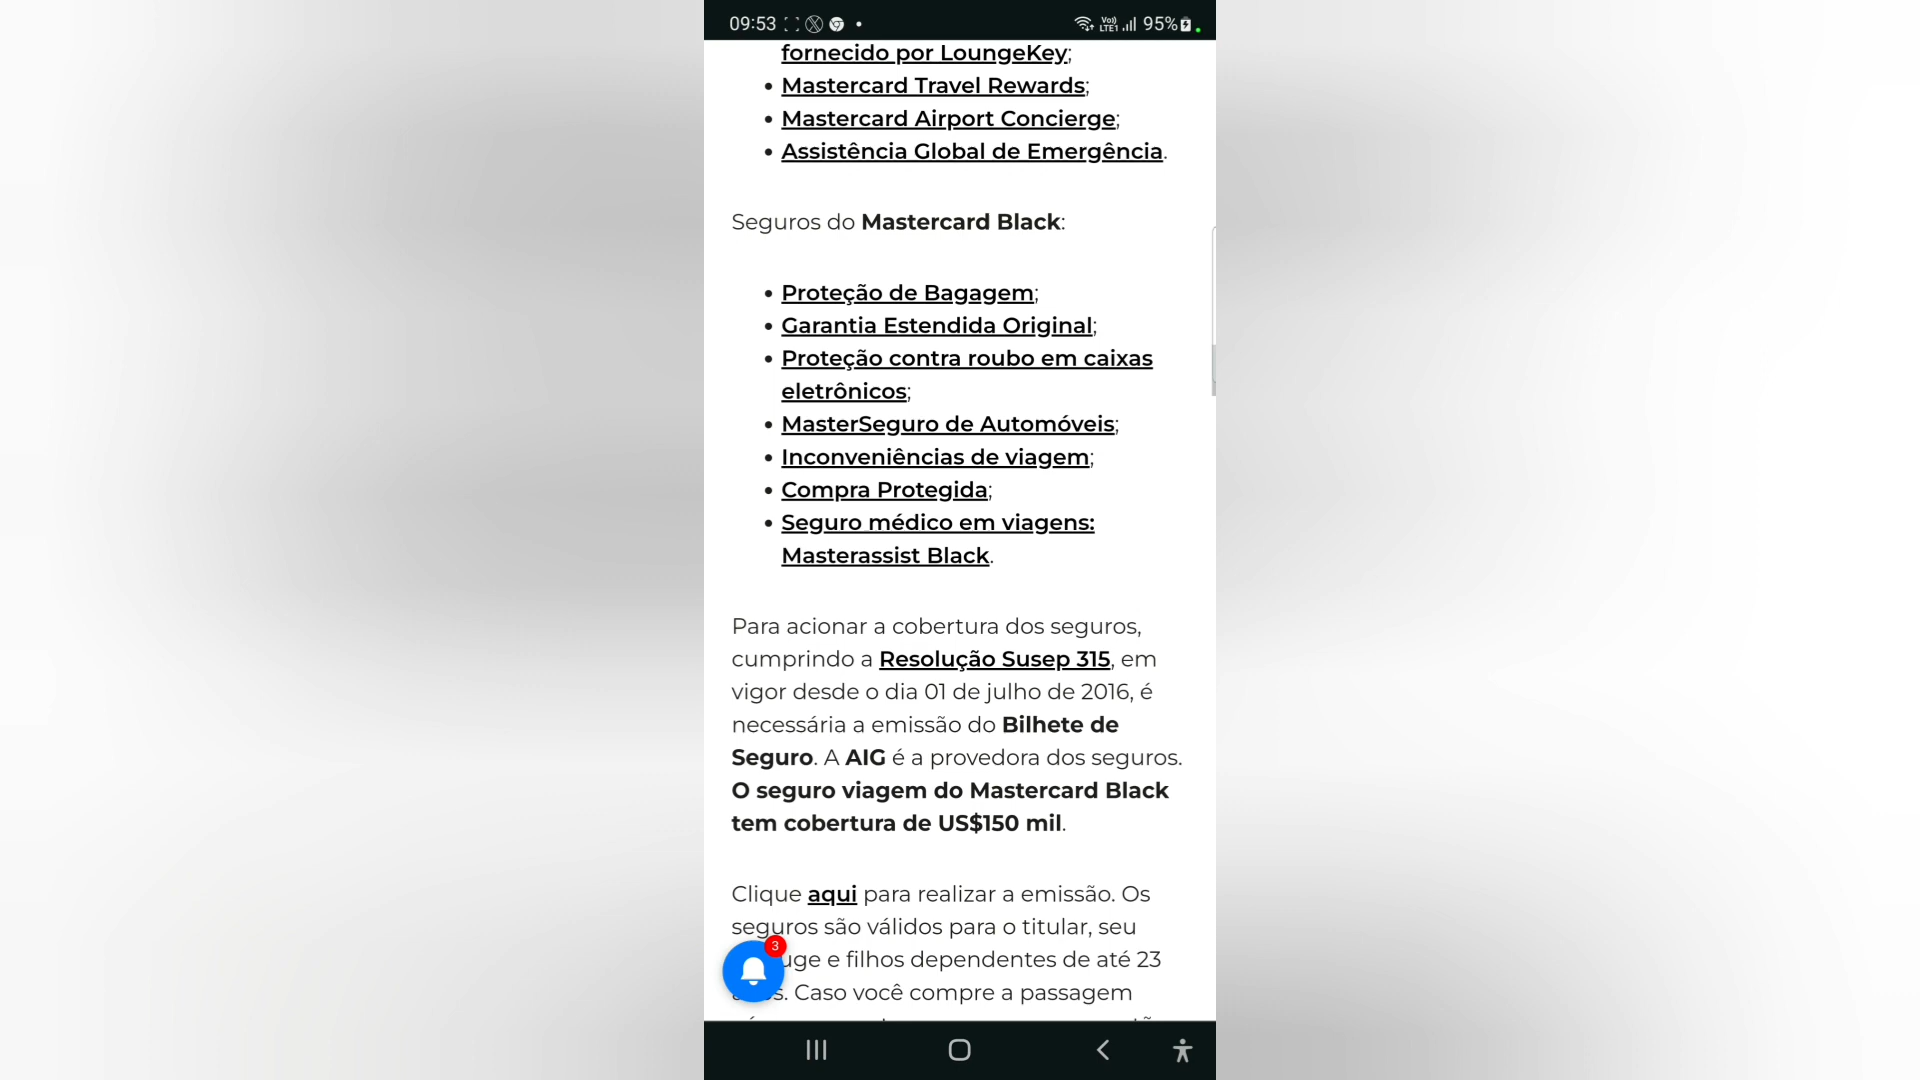 09:53 VoLTE1 95%
fornecido por LoungeKey;
• Mastercard Travel Rewards;
• Mastercard Airport Concierge;
• Assistência Global de Emergência.
Seguros do Mastercard Black:
• Proteção de Bagagem;
• Garantia Estendida Original;
• Proteção contra roubo em caixas
eletrônicos;
• MasterSeguro de Automóveis;
• Inconveniências de viagem;
• Compra Protegida;
• Seguro médico em viagens:
Masterassist Black.
Para acionar a cobertura dos seguros,
cumprindo a Resolução Susep 315, em
vigor desde o dia 01 de julho de 2016, é
necessária a emissão do Bilhete de
Seguro. A AIG é a provedora dos seguros.
O seguro viagem do Mastercard Black
tem cobertura de US$150 mil.
Clique aqui para realizar a emissão. Os
seguros são válidos para o titular, seu
3
uge e filhos dependentes de até 23
Caso você compre a passagem